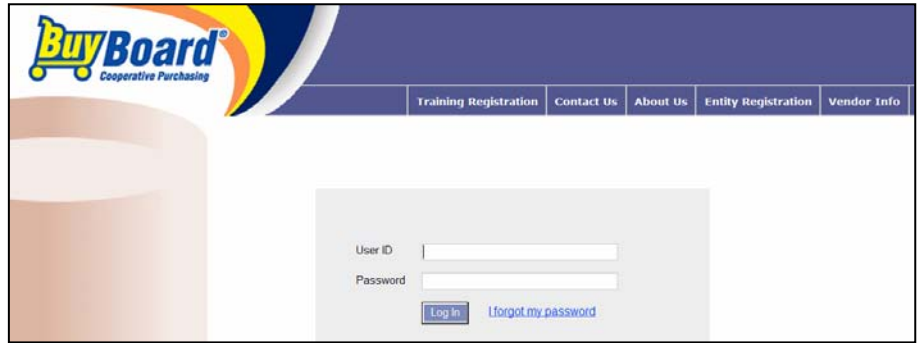 BuyBoard®
Cooperative Purchasing
Training Registration Contact Us About Us Entity Registration Vendor Info
User ID
Password
Log In I forgot my password